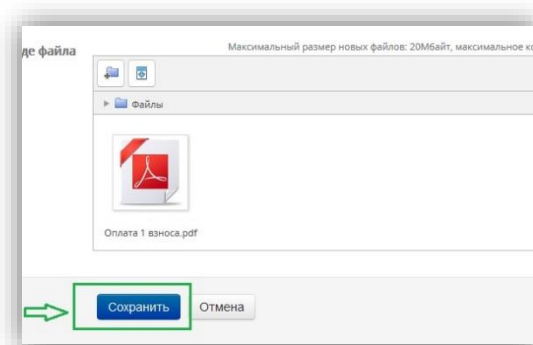 де файла
Максимальный размер новых файлов: 20Мбайт, максимальное ко
Файлы
Оплата 1 взноса.pdf
Сохранить
Отмена